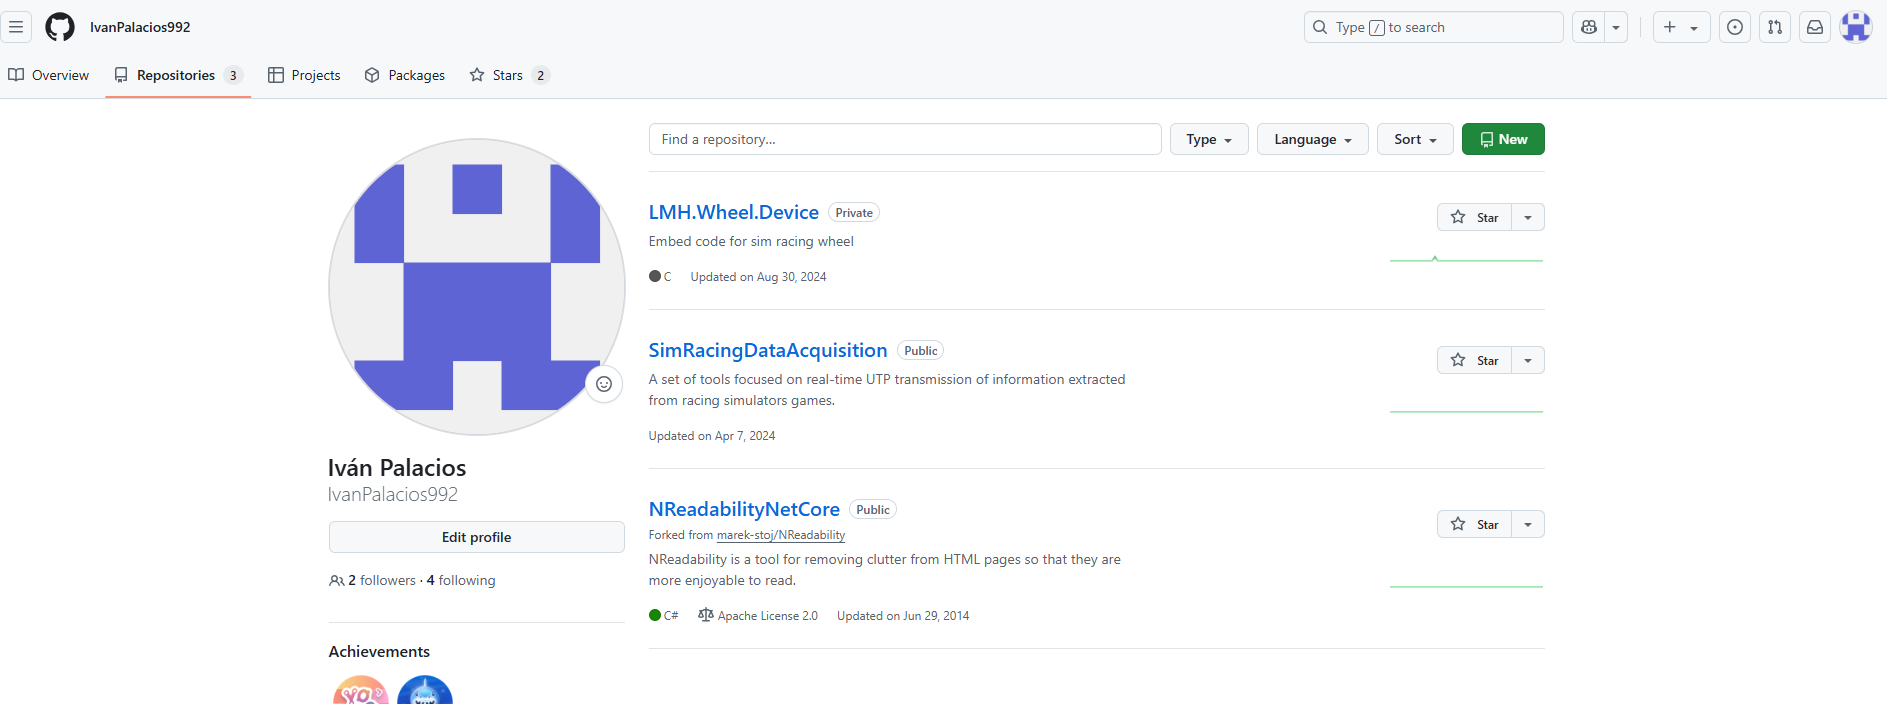 IvanPalacios992
Type / to search
Overview
Repositories 3
Projects
Packages
Stars 2
Find a repository...
Type
Language
Sort
New
LMH.Wheel.Device Private
Star
Embed code for sim racing wheel
C Updated on Aug 30, 2024
SimRacingDataAcquisition Public
Star
A set of tools focused on real-time UTP transmission of information extracted
from racing simulators games.
Updated on Apr 7, 2024
NReadabilityNetCore Public
Star
Forked from marek-stoj/NReadability
NReadability is a tool for removing clutter from HTML pages so that they are
more enjoyable to read.
C# Apache License 2.0 Updated on Jun 29, 2014
Iván Palacios
IvanPalacios992
Edit profile
2 followers · 4 following
Achievements